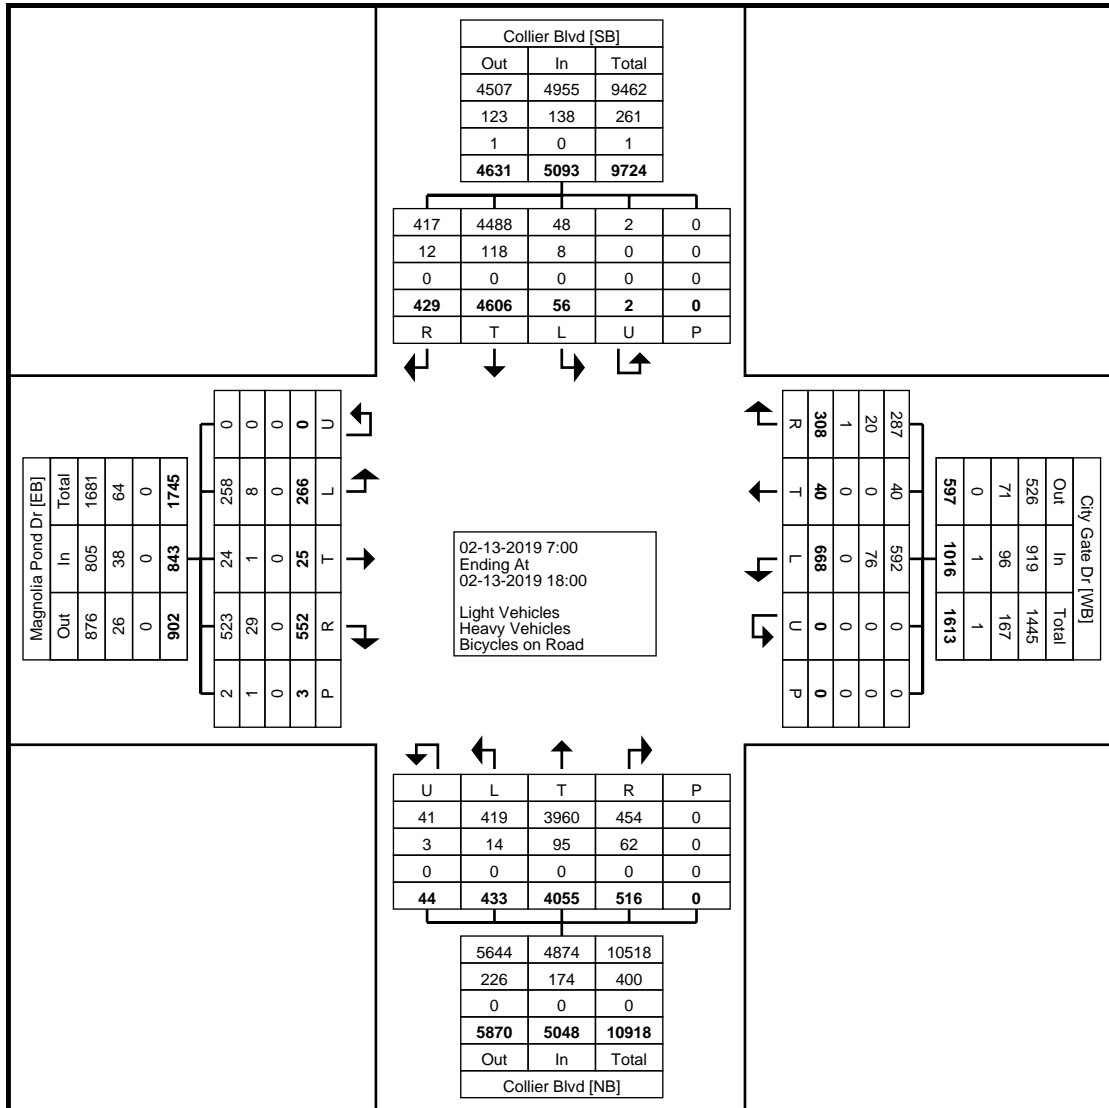 Collier Blvd [SB]
Out In Total
4507 4955 9462
123 138 261
1 0 1
4631 5093 9724
417 4488 48 2 0
12 118 8 0 0
0 0 0 0 0
429 4606 56 2 0
R T L U P
Magnolia Pond Dr [EB]
Out In Total
876 805 1681
26 38 64
0 0 0
902 843 1745
2 523 24 258 0
1 29 1 8 0
0 0 0 0 0
3 552 25 266 0
P R T L U
02-13-2019 7:00
Ending At
02-13-2019 18:00
Light Vehicles
Heavy Vehicles
Bicycles on Road
City Gate Dr [WB]
Out In Total
526 919 1445
71 96 167
0 1 1
597 1016 1613
287 40 592 0 0
20 0 76 0 0
1 0 0 0 0
308 40 668 0 0
R T L U P
U L T R P
41 419 3960 454 0
3 14 95 62 0
0 0 0 0 0
44 433 4055 516 0
5644 4874 10518
226 174 400
0 0 0
5870 5048 10918
Out In Total
Collier Blvd [NB]